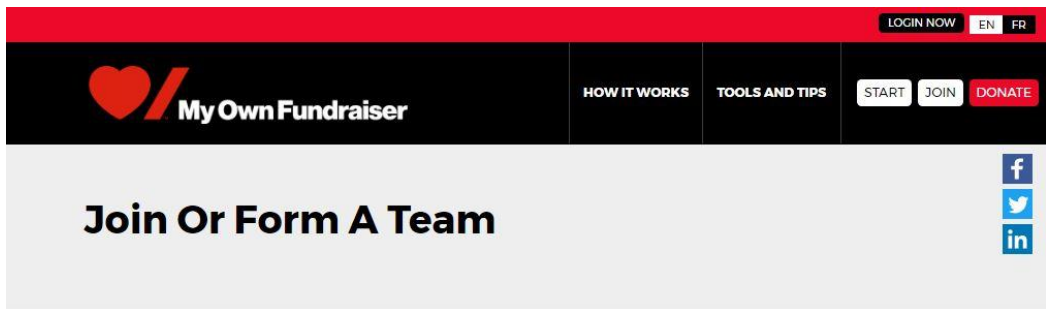 LOGIN NOW EN FR
My Own Fundraiser HOW IT WORKS TOOLS AND TIPS START JOIN DONATE
Join Or Form A Team